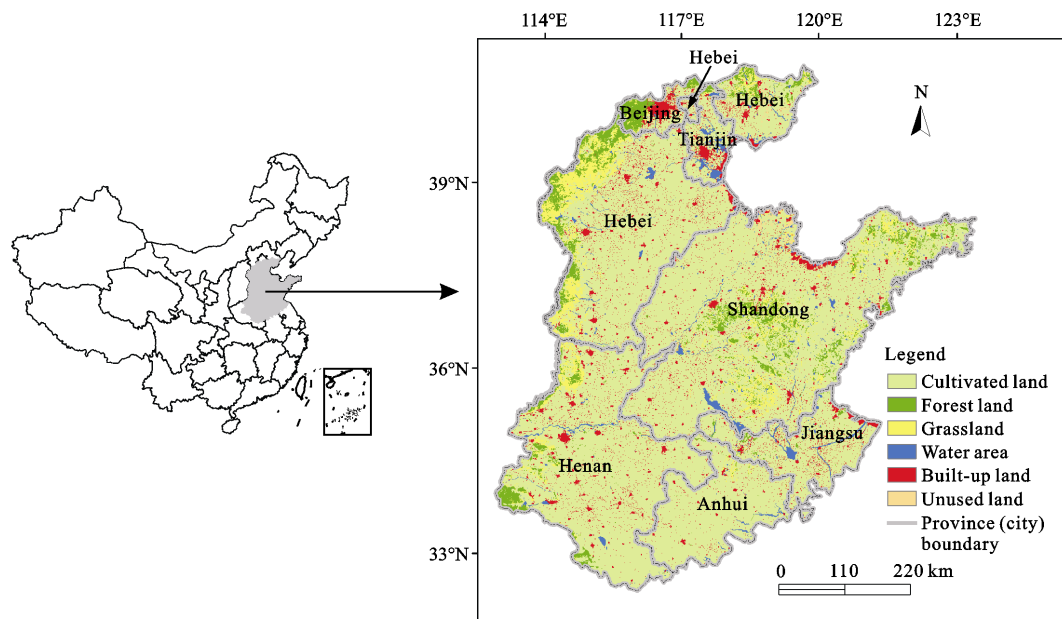 114°E
117°E
120°E
123°E
Hebei
Hebei
Beijing
N
Tianjin
39°N
Hebei
Shandong
Legend
36°N
Cultivated land
Forest land
Grassland
Jiangsu
Water area
Henan
Built-up land
Anhui
Unused land
Province (city)
boundary
33°N
0 110 220 km